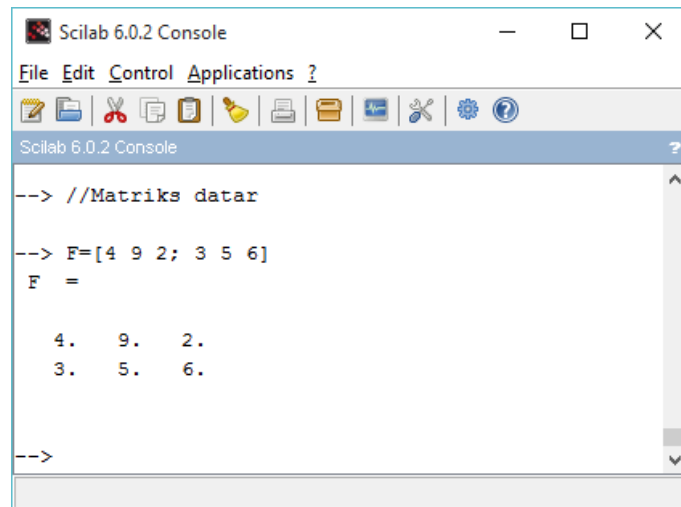 Scilab 6.0.2 Console
File Edit Control Applications ?
Scilab 6.0.2 Console ?
--> //Matriks datar
--> F=[4 9 2; 3 5 6]
F =
4. 9. 2.
3. 5. 6.
-->